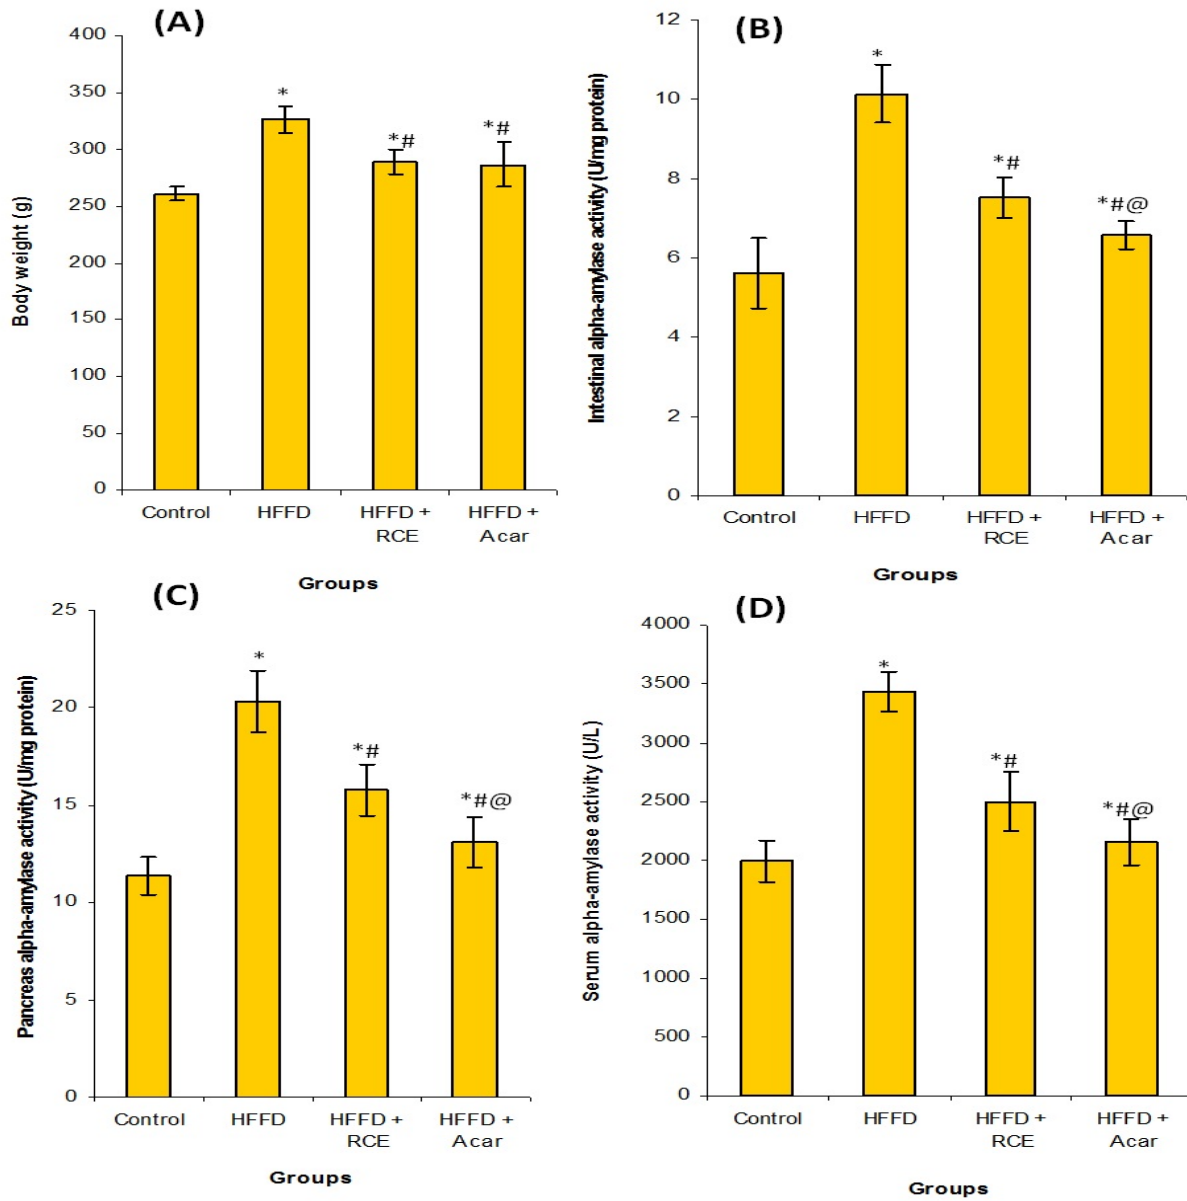 (A)
Body weight (g)
400
350
300
250
200
150
100
50
0
*
*#
*#
Control HFFD HFFD + HFFD +
RCE Acar
Groups
(B)
Intestinal alpha-amylase activity (U/mg protein)
12
10
8
6
4
2
0
*
*#
*#@
Control HFFD HFFD + HFFD +
RCE Acar
Groups
(C)
Pancreas alpha-amylase activity (U/mg protein)
25
20
15
10
5
0
*
*#
*#@
Control HFFD HFFD + HFFD +
RCE Acar
Groups
(D)
Serum alpha-amylase activity (U/L)
4000
3500
3000
2500
2000
1500
1000
500
0
*
*#
*#@
Control HFFD HFFD + HFFD +
RCE Acar
Groups